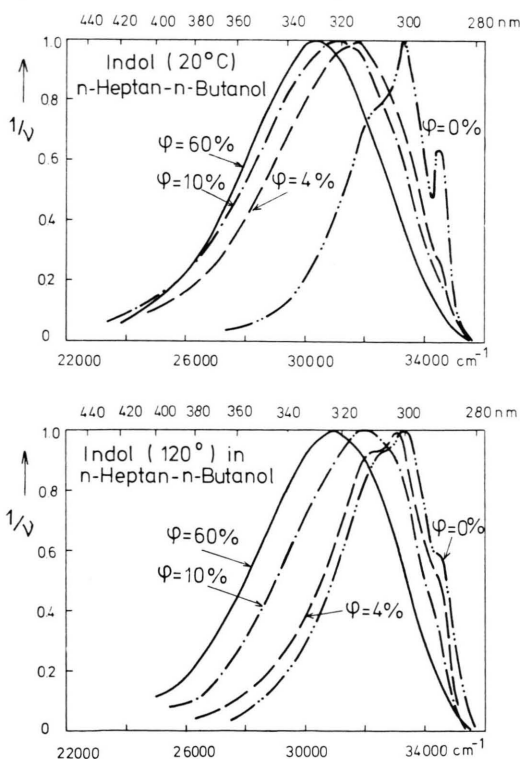 440 420 400 380 360 340 320 300 280 nm
Indol (20°C)
n-Heptan-n-Butanol
φ=60%
φ=10%
φ=4%
φ=0%
1/ν
1.0
0.8
0.6
0.4
0.2
0
22000 26000 30000 34000 cm⁻¹
440 420 400 380 360 340 320 300 280 nm
Indol (120°) in
n-Heptan-n-Butanol
φ=60%
φ=10%
φ=4%
φ=0%
1/ν
1.0
0.8
0.6
0.4
0.2
0
22000 26000 30000 34000 cm⁻¹